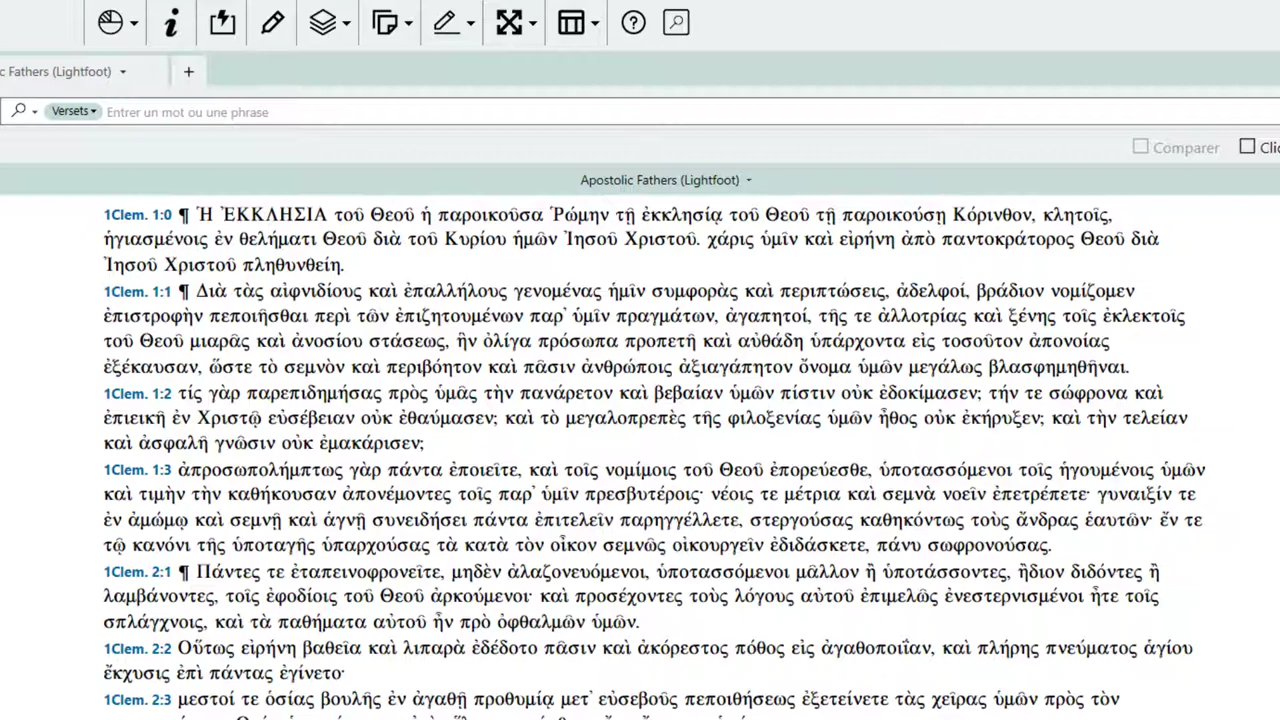 c Fathers (Lightfoot)
Versets Entrer un mot ou une phrase
Comparer Clic
Apostolic Fathers (Lightfoot)
1Clem. 1:0 ¶ Ἡ ἘΚΚΛΗΣΙΑ τοῦ Θεοῦ ἡ παροικοῦσα Ῥώμην τῇ ἐκκλησίᾳ τοῦ Θεοῦ τῇ παροικούσῃ Κόρινθον, κλητοῖς,
ἡγιασμένοις ἐν θελήματι Θεοῦ διὰ τοῦ Κυρίου ἡμῶν Ἰησοῦ Χριστοῦ. χάρις ὑμῖν καὶ εἰρήνη ἀπὸ παντοκράτορος Θεοῦ διὰ
Ἰησοῦ Χριστοῦ πληθυνθείη.
1Clem. 1:1 ¶ Διὰ τὰς αἰφνιδίους καὶ ἐπαλλήλους γενομένας ἡμῖν συμφορὰς καὶ περιπτώσεις, ἀδελφοί, βράδιον νομίζομεν
ἐπιστροφὴν πεποιῆσθαι περὶ τῶν ἐπιζητουμένων παρ᾽ ὑμῖν πραγμάτων, ἀγαπητοί, τῆς τε ἀλλοτρίας καὶ ξένης τοῖς ἐκλεκτοῖς
τοῦ Θεοῦ μιαρᾶς καὶ ἀνοσίου στάσεως, ἣν ὀλίγα πρόσωπα προπετῆ καὶ αὐθάδη ὑπάρχοντα εἰς τοσοῦτον ἀπονοίας
ἐξέκαυσαν, ὥστε τὸ σεμνὸν καὶ περιβόητον καὶ πᾶσιν ἀνθρώποις ἀξιαγάπητον ὄνομα ὑμῶν μεγάλως βλασφημηθῆναι.
1Clem. 1:2 τίς γὰρ παρεπιδημήσας πρὸς ὑμᾶς τὴν πανάρετον καὶ βεβαίαν ὑμῶν πίστιν οὐκ ἐδοκίμασεν; τήν τε σώφρονα καὶ
ἐπιεικῆ ἐν Χριστῷ εὐσέβειαν οὐκ ἐθαύμασεν; καὶ τὸ μεγαλοπρεπὲς τῆς φιλοξενίας ὑμῶν ἦθος οὐκ ἐκήρυξεν; καὶ τὴν τελείαν
καὶ ἀσφαλῆ γνῶσιν οὐκ ἐμακάρισεν;
1Clem. 1:3 ἀπροσωπολήμπτως γὰρ πάντα ἐποιεῖτε, καὶ τοῖς νομίμοις τοῦ Θεοῦ ἐπορεύεσθε, ὑποτασσόμενοι τοῖς ἡγουμένοις ὑμῶν
καὶ τιμὴν τὴν καθήκουσαν ἀπονέμοντες τοῖς παρ᾽ ὑμῖν πρεσβυτέροις· νέοις τε μέτρια καὶ σεμνὰ νοεῖν ἐπετρέπετε· γυναιξίν τε
ἐν ἀμώμῳ καὶ σεμνῇ καὶ ἁγνῇ συνειδήσει πάντα ἐπιτελεῖν παρηγγέλλετε, στεργούσας καθηκόντως τοὺς ἄνδρας ἑαυτῶν· ἔν τε
τῷ κανόνι τῆς ὑποταγῆς ὑπαρχούσας τὰ κατὰ τὸν οἶκον σεμνῶς οἰκουργεῖν ἐδιδάσκετε, πάνυ σωφρονούσας.
1Clem. 2:1 ¶ Πάντες τε ἐταπεινοφρονεῖτε, μηδὲν ἀλαζονευόμενοι, ὑποτασσόμενοι μᾶλλον ἢ ὑποτάσσοντες, ἥδιον διδόντες ἢ
λαμβάνοντες, τοῖς ἐφοδίοις τοῦ Θεοῦ ἀρκούμενοι· καὶ προσέχοντες τοὺς λόγους αὐτοῦ ἐπιμελῶς ἐνεστερνισμένοι ἦτε τοῖς
σπλάγχνοις, καὶ τὰ παθήματα αὐτοῦ ἦν πρὸ ὀφθαλμῶν ὑμῶν.
1Clem. 2:2 Οὕτως εἰρήνη βαθεῖα καὶ λιπαρὰ ἐδέδοτο πᾶσιν καὶ ἀκόρεστος πόθος εἰς ἀγαθοποιΐαν, καὶ πλήρης πνεύματος ἁγίου
ἔκχυσις ἐπὶ πάντας ἐγίνετο·
1Clem. 2:3 μεστοί τε ὁσίας βουλῆς ἐν ἀγαθῇ προθυμίᾳ μετ᾽ εὐσεβοῦς πεποιθήσεως ἐξετείνετε τὰς χεῖρας ὑμῶν πρὸς τὸν